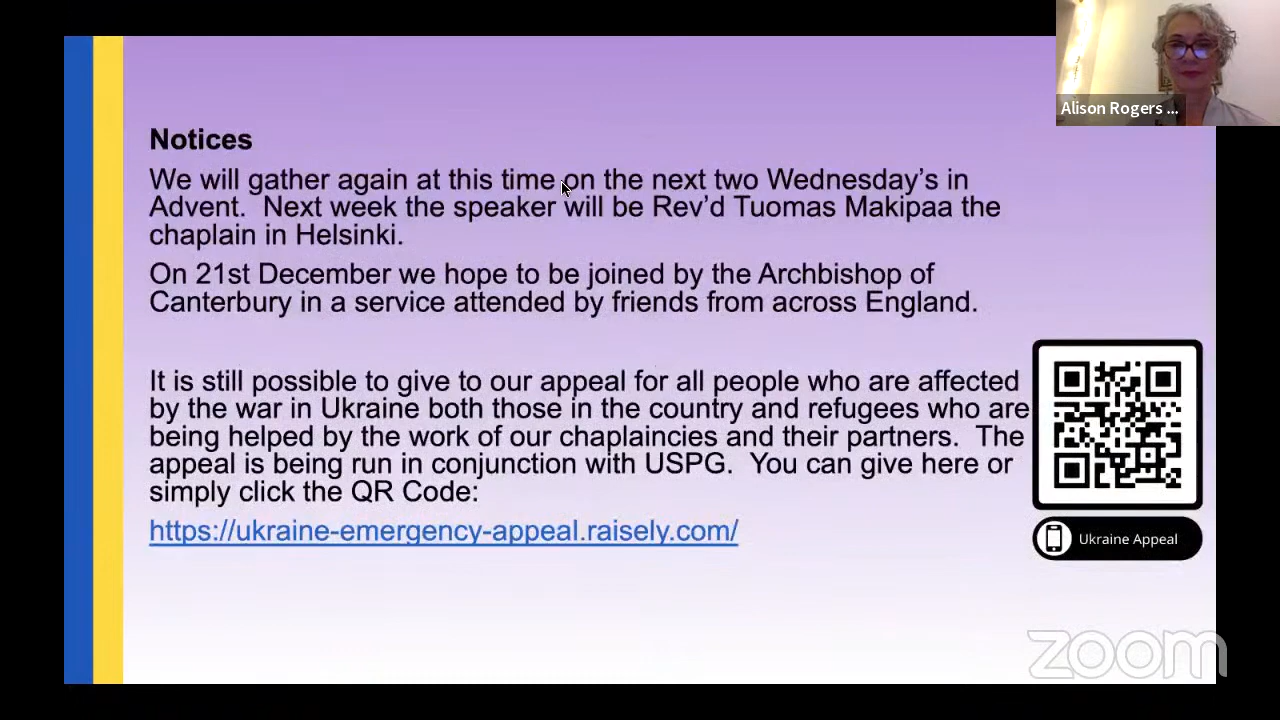 Alison Rogers ...
Notices
We will gather again at this time on the next two Wednesday's in
Advent.  Next week the speaker will be Rev'd Tuomas Makipaa the
chaplain in Helsinki.
On 21st December we hope to be joined by the Archbishop of
Canterbury in a service attended by friends from across England.
It is still possible to give to our appeal for all people who are affected
by the war in Ukraine both those in the country and refugees who are
being helped by the work of our chaplaincies and their partners.  The
appeal is being run in conjunction with USPG.  You can give here or
simply click the QR Code:
https://ukraine-emergency-appeal.raisely.com/
Ukraine Appeal
zoom